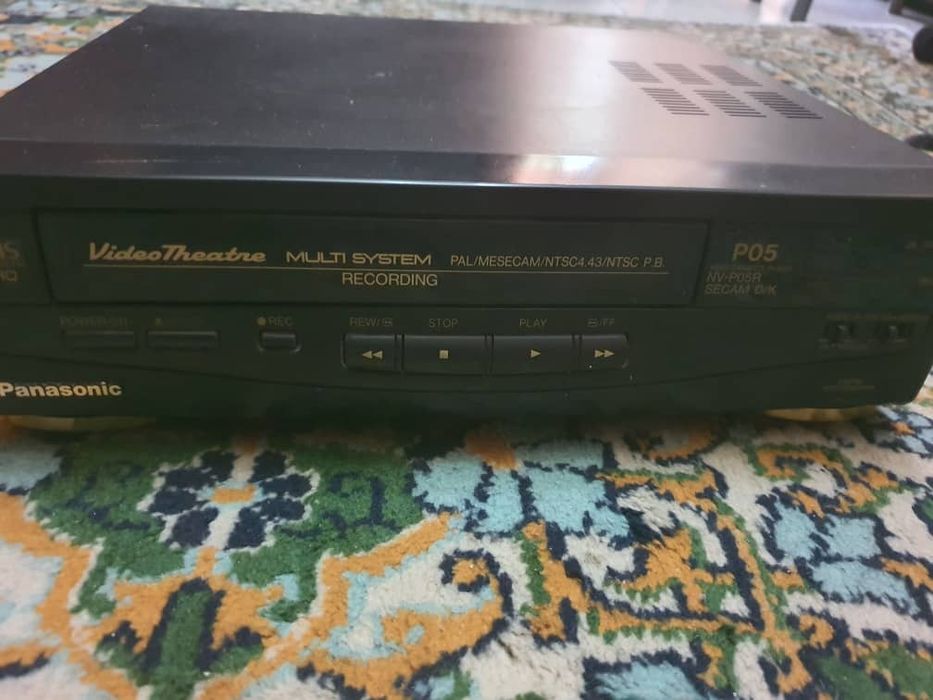 HQ
VideoTheatre MULTI SYSTEM PAL/MESECAM/NTSC4.43/NTSC P.B.
RECORDING
P05
NV-P05R
SECAM D/K
REC
REW/
STOP
PLAY
/FF
Panasonic